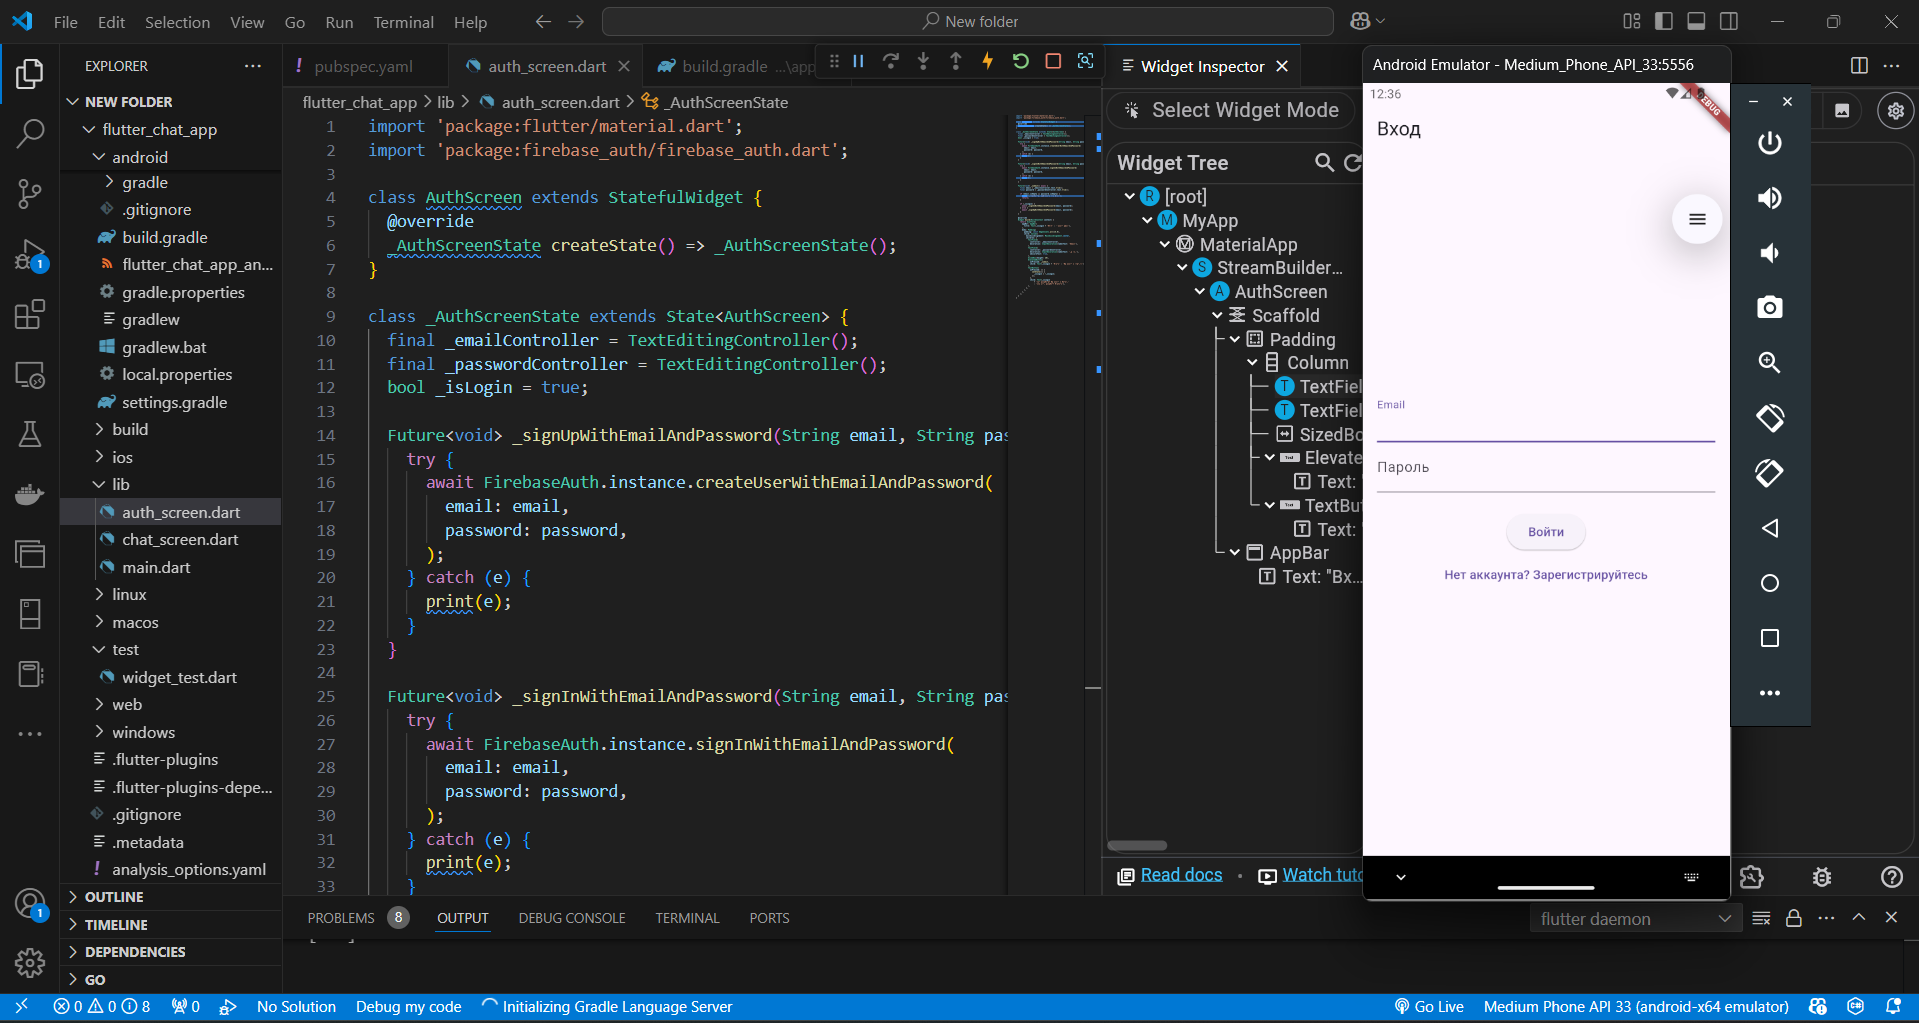 File Edit Selection View Go Run Terminal Help
New folder
EXPLORER
NEW FOLDER
flutter_chat_app
android
gradle
.gitignore
build.gradle
flutter_chat_app_an...
gradle.properties
gradlew
gradlew.bat
local.properties
settings.gradle
build
ios
lib
auth_screen.dart
chat_screen.dart
main.dart
linux
macos
test
widget_test.dart
web
windows
.flutter-plugins
.flutter-plugins-depe...
.gitignore
.metadata
analysis_options.yaml
OUTLINE
TIMELINE
DEPENDENCIES
GO
pubspec.yaml
auth_screen.dart
build.gradle ...\app
flutter_chat_app > lib > auth_screen.dart > _AuthScreenState
1 import 'package:flutter/material.dart';
2 import 'package:firebase_auth/firebase_auth.dart';
3
4 class AuthScreen extends StatefulWidget {
5 @override
6 _AuthScreenState createState() => _AuthScreenState();
7 }
8
9 class _AuthScreenState extends State<AuthScreen> {
10 final _emailController = TextEditingController();
11 final _passwordController = TextEditingController();
12 bool _isLogin = true;
13
14 Future<void> _signUpWithEmailAndPassword(String email, String pas
15 try {
16 await FirebaseAuth.instance.createUserWithEmailAndPassword(
17 email: email,
18 password: password,
19 );
20 } catch (e) {
21 print(e);
22 }
23 }
24
25 Future<void> _signInWithEmailAndPassword(String email, String pas
26 try {
27 await FirebaseAuth.instance.signInWithEmailAndPassword(
28 email: email,
29 password: password,
30 );
31 } catch (e) {
32 print(e);
33 }
Widget Inspector
Select Widget Mode
Widget Tree
R [root]
M MyApp
MaterialApp
S StreamBuilder...
A AuthScreen
Scaffold
Padding
Column
T TextFiel
T TextFiel
SizedBo
Elevate
T Text: "
TextBut
T Text: "
AppBar
T Text: "Вх...
Read docs
Watch tuto
Android Emulator - Medium_Phone_API_33:5556
12:36
DEBUG
Вход
Email
Пароль
Войти
Нет аккаунта? Зарегистрируйтесь
PROBLEMS 8 OUTPUT DEBUG CONSOLE TERMINAL PORTS
flutter daemon
1
1
0 0 8 0 No Solution Debug my code Initializing Gradle Language Server
Go Live Medium Phone API 33 (android-x64 emulator)